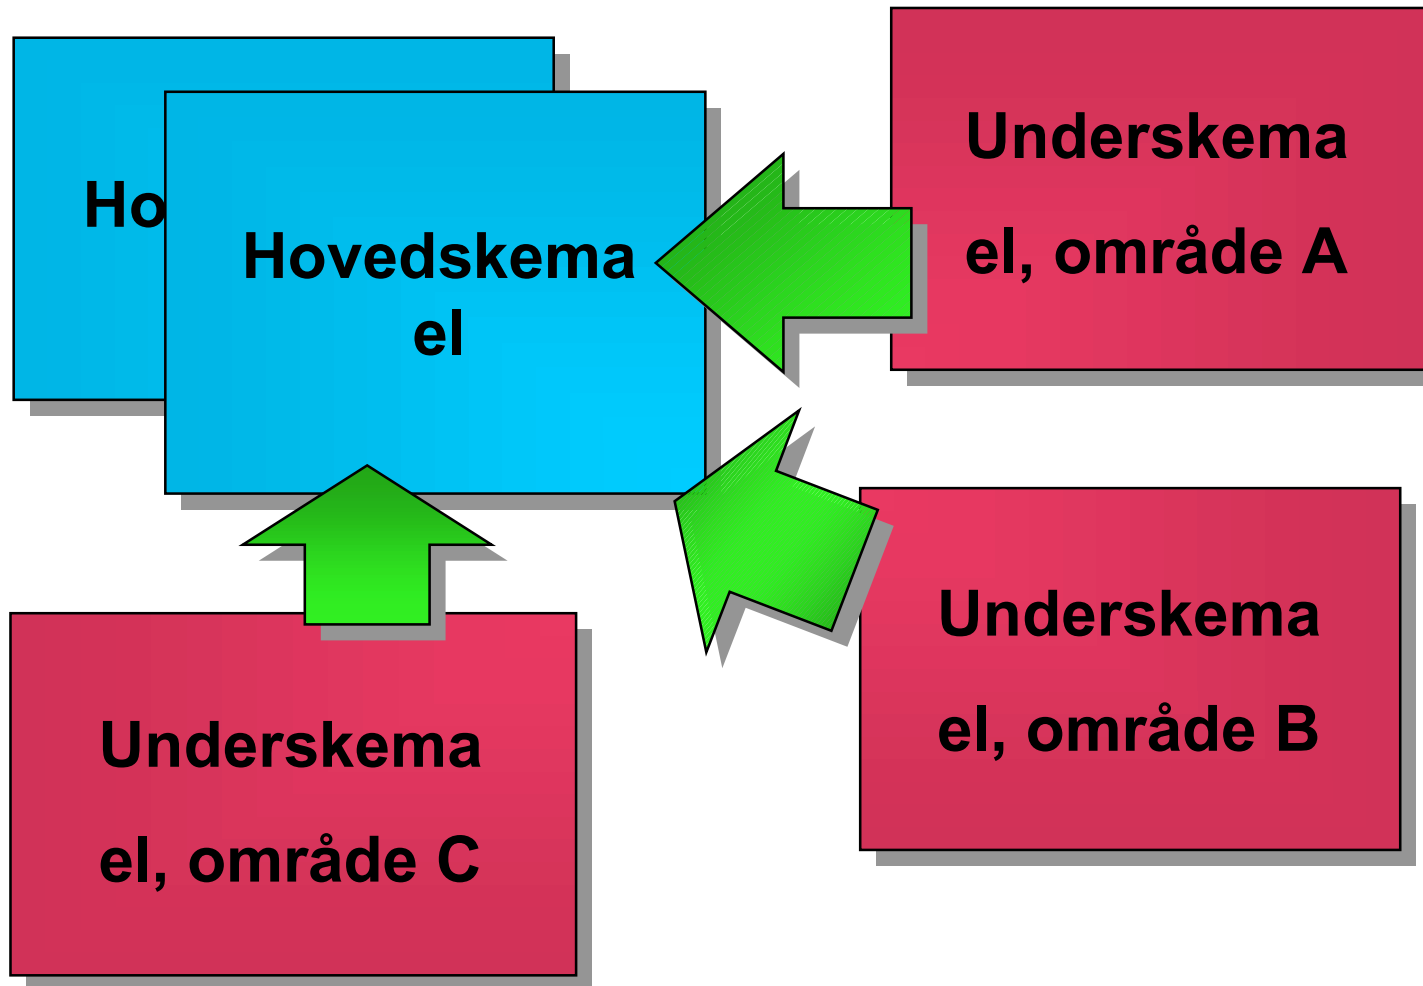 Ho
Hovedskema
el
Underskema
el, område A
Underskema
el, område B
Underskema
el, område C